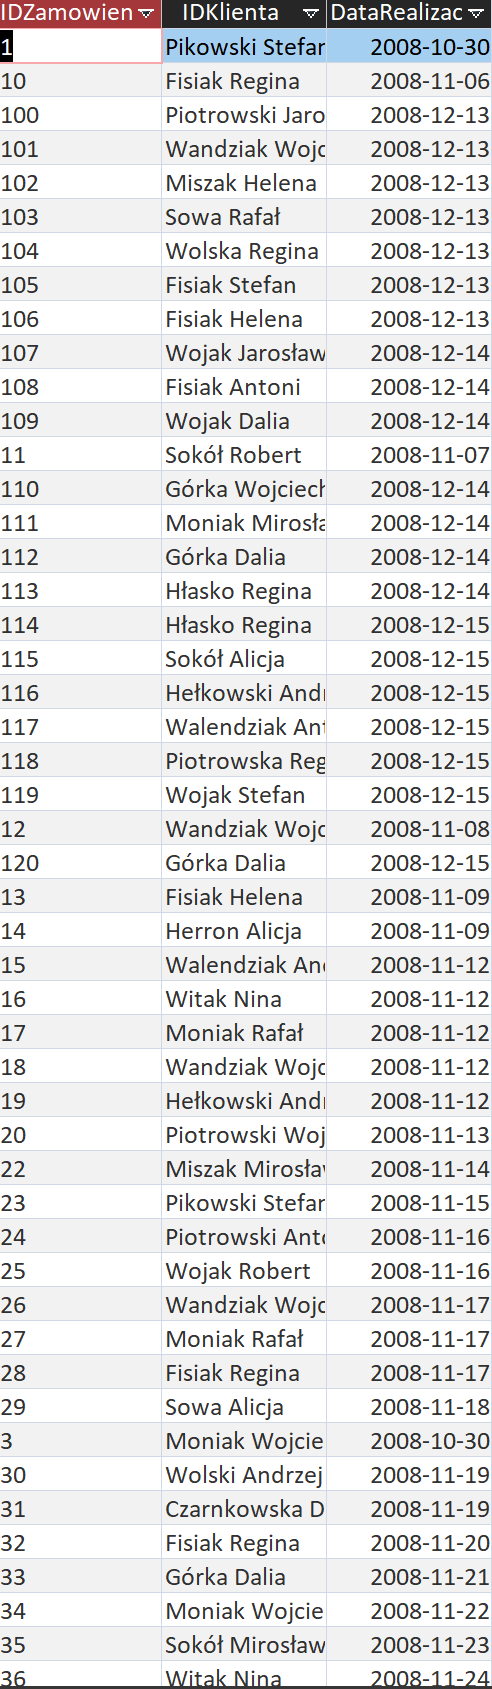 IDZamowien IDKlienta DataRealizac
1 Pikowski Stefan 2008-10-30
10 Fisiak Regina 2008-11-06
100 Piotrowski Jaro 2008-12-13
101 Wandziak Wojc 2008-12-13
102 Miszak Helena 2008-12-13
103 Sowa Rafał 2008-12-13
104 Wolska Regina 2008-12-13
105 Fisiak Stefan 2008-12-13
106 Fisiak Helena 2008-12-13
107 Wojak Jarosław 2008-12-14
108 Fisiak Antoni 2008-12-14
109 Wojak Dalia 2008-12-14
11 Sokół Robert 2008-11-07
110 Górka Wojciech 2008-12-14
111 Moniak Mirosła 2008-12-14
112 Górka Dalia 2008-12-14
113 Hłasko Regina 2008-12-14
114 Hłasko Regina 2008-12-15
115 Sokół Alicja 2008-12-15
116 Hełkowski Andr 2008-12-15
117 Walendziak Ant 2008-12-15
118 Piotrowska Reg 2008-12-15
119 Wojak Stefan 2008-12-15
12 Wandziak Wojc 2008-11-08
120 Górka Dalia 2008-12-15
13 Fisiak Helena 2008-11-09
14 Herron Alicja 2008-11-09
15 Walendziak And 2008-11-12
16 Witak Nina 2008-11-12
17 Moniak Rafał 2008-11-12
18 Wandziak Wojc 2008-11-12
19 Hełkowski Andr 2008-11-12
20 Piotrowski Woj 2008-11-13
22 Miszak Mirosław 2008-11-14
23 Pikowski Stefan 2008-11-15
24 Piotrowski Anto 2008-11-16
25 Wojak Robert 2008-11-16
26 Wandziak Wojc 2008-11-17
27 Moniak Rafał 2008-11-17
28 Fisiak Regina 2008-11-17
29 Sowa Alicja 2008-11-18
3 Moniak Wojcie 2008-10-30
30 Wolski Andrzej 2008-11-19
31 Czarnkowska D 2008-11-19
32 Fisiak Regina 2008-11-20
33 Górka Dalia 2008-11-21
34 Moniak Wojcie 2008-11-22
35 Sokół Mirosław 2008-11-23
36 Witak Nina 2008-11-24